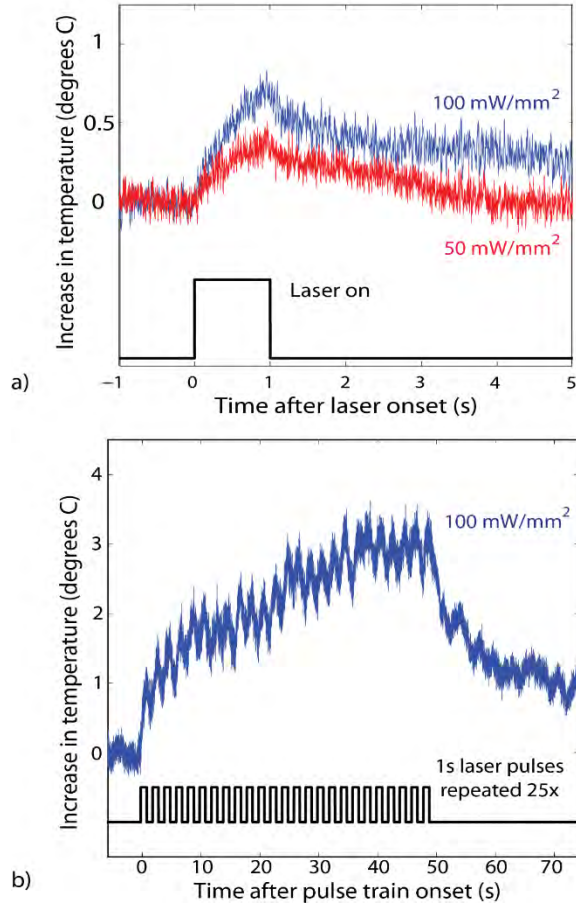 1
0.5
0
Increase in temperature (degrees C)
100 mW/mm²
50 mW/mm²
Laser on
a)
−1 0 1 2 3 4 5
Time after laser onset (s)
4
3
2
1
0
Increase in temperature (degrees C)
100 mW/mm²
1s laser pulses
repeated 25x
b)
0 10 20 30 40 50 60 70
Time after pulse train onset (s)